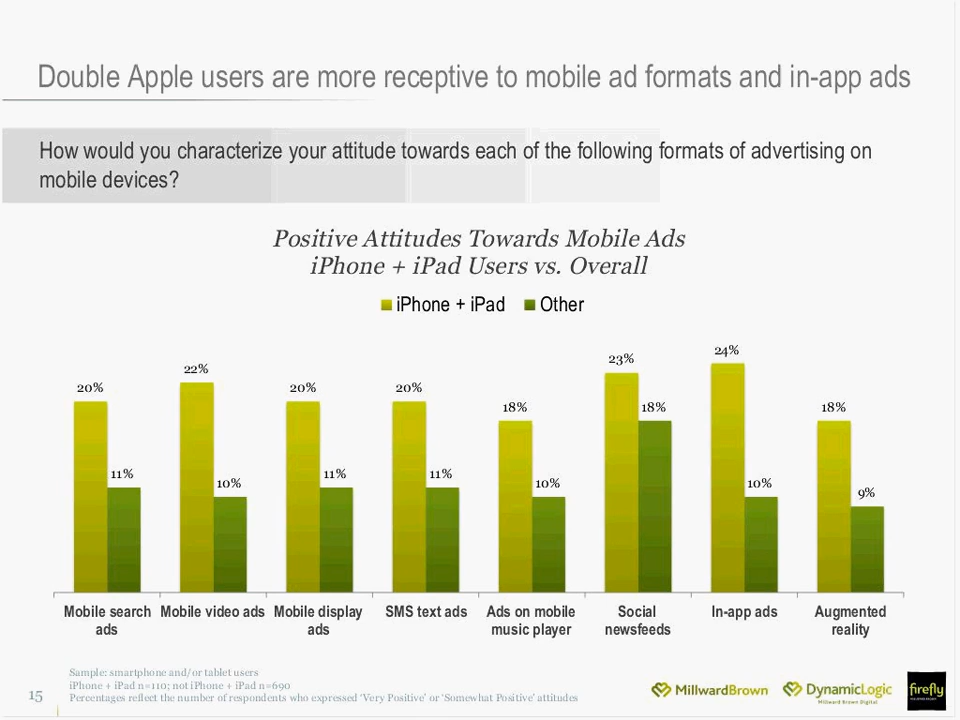 Double Apple users are more receptive to mobile ad formats and in-app ads
How would you characterize your attitude towards each of the following formats of advertising on
mobile devices?
Positive Attitudes Towards Mobile Ads
iPhone + iPad Users vs. Overall
iPhone + iPad Other
20% 11% 22% 10% 20% 11% 20% 11% 18% 10% 23% 18% 24% 10% 18% 9%
Mobile search Mobile video ads Mobile display SMS text ads Ads on mobile Social In-app ads Augmented
ads ads music player newsfeeds reality
Sample: smartphone and/or tablet users
iPhone + iPad n=110; not iPhone + iPad n=690
Percentages reflect the number of respondents who expressed 'Very Positive' or 'Somewhat Positive' attitudes
15
MillwardBrown
DynamicLogic
Millward Brown Digital
firefly